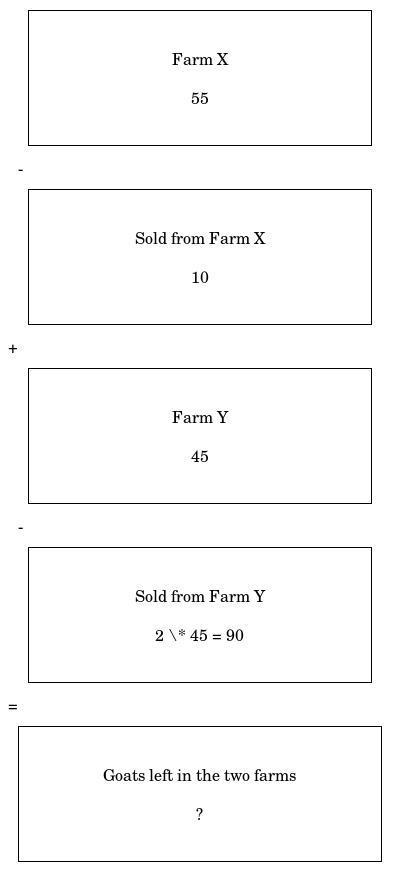 Farm X
55
-
Sold from Farm X
10
+
Farm Y
45
-
Sold from Farm Y
2 \* 45 = 90
=
Goats left in the two farms
?